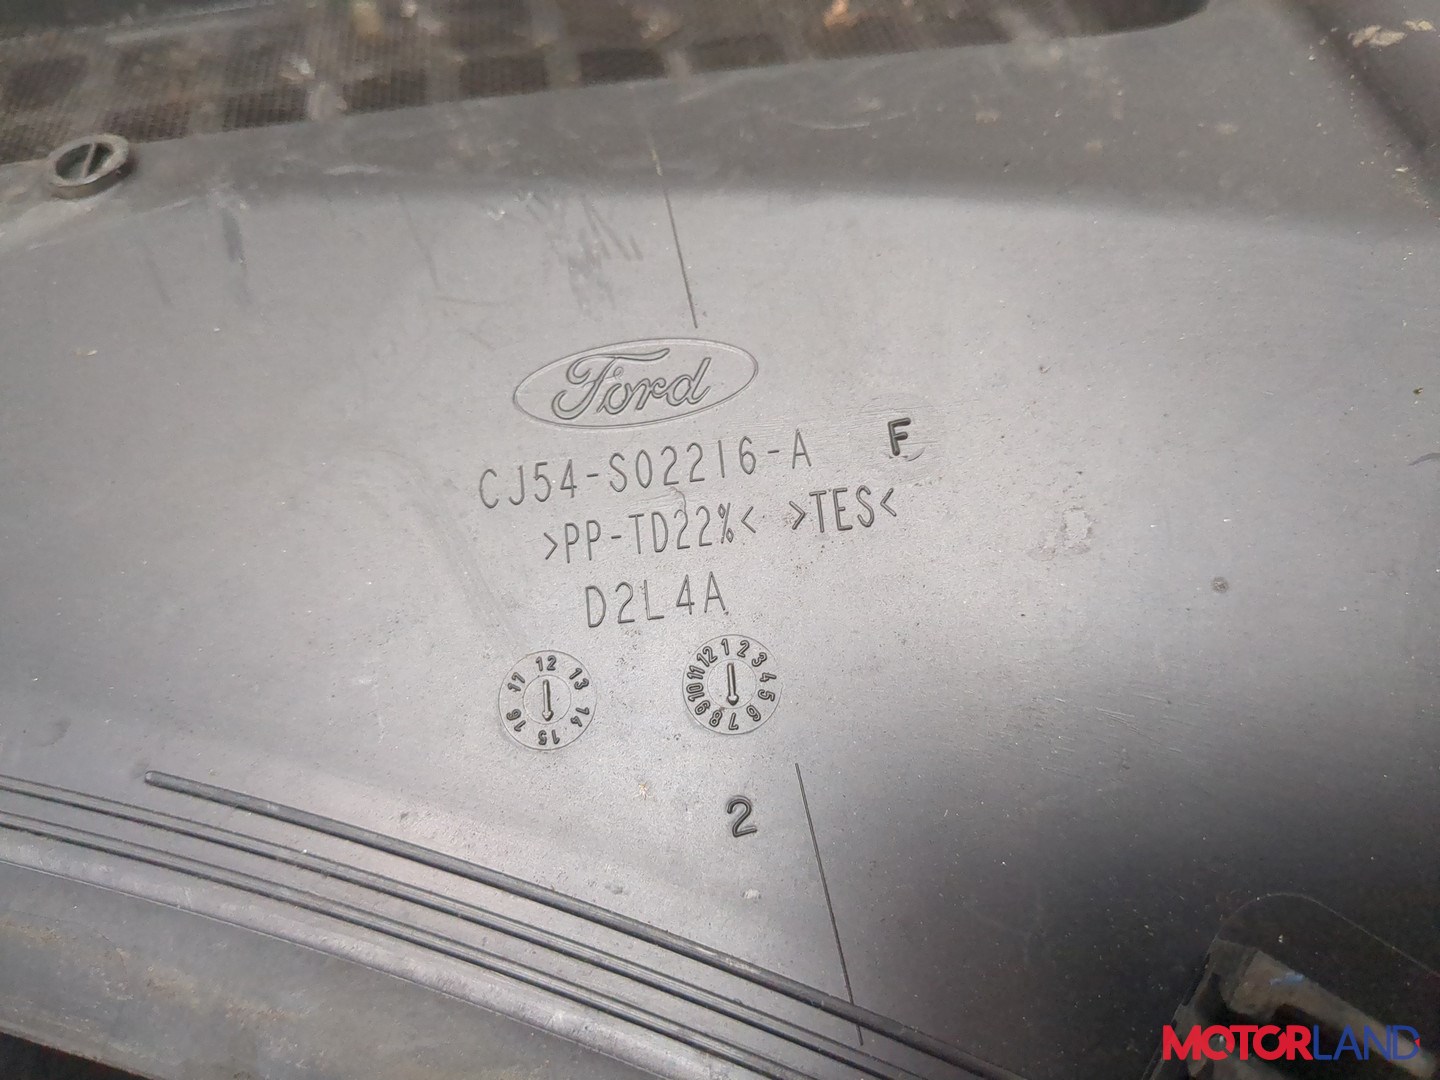 Ford
CJ54-S02216-A F
>PP-TD22%< >TES<
D2L4A
11 12 13 14 15 16
1 2 3 4 5 6 7 8 9 10 11 12
2
MOTORLAND